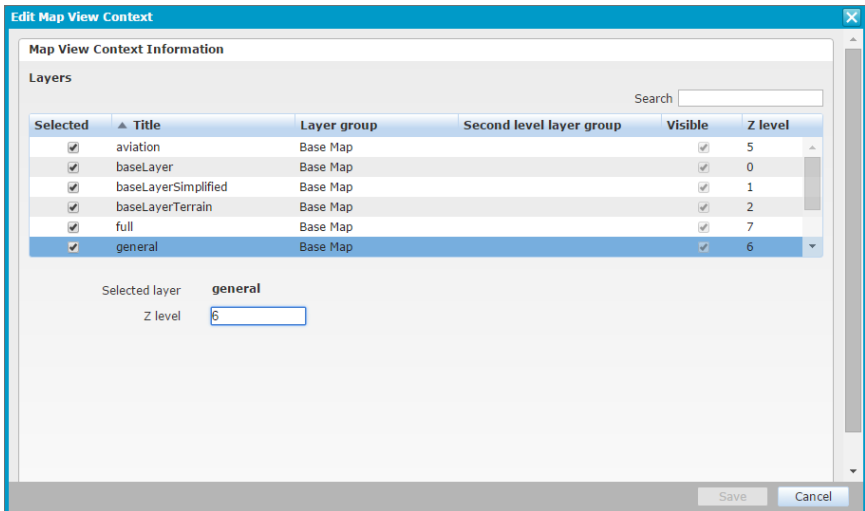 Edit Map View Context
Map View Context Information
Layers
Search
Selected Title Layer group Second level layer group Visible Z level
aviation Base Map 5
baseLayer Base Map 0
baseLayerSimplified Base Map 1
baseLayerTerrain Base Map 2
full Base Map 7
general Base Map 6
Selected layer general
Z level 6
Save Cancel